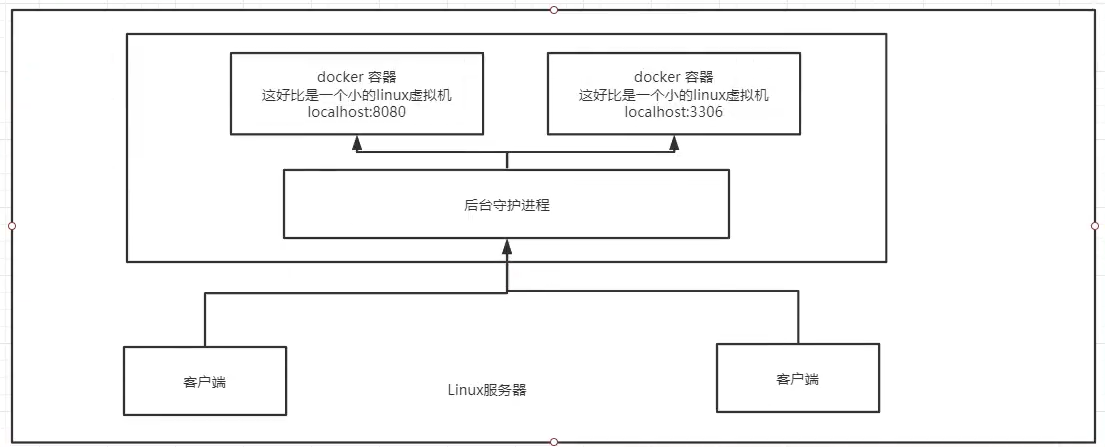 docker 容器
这好比是一个小的linux虚拟机
localhost:8080
docker 容器
这好比是一个小的linux虚拟机
localhost:3306
后台守护进程
客户端
Linux服务器
客户端